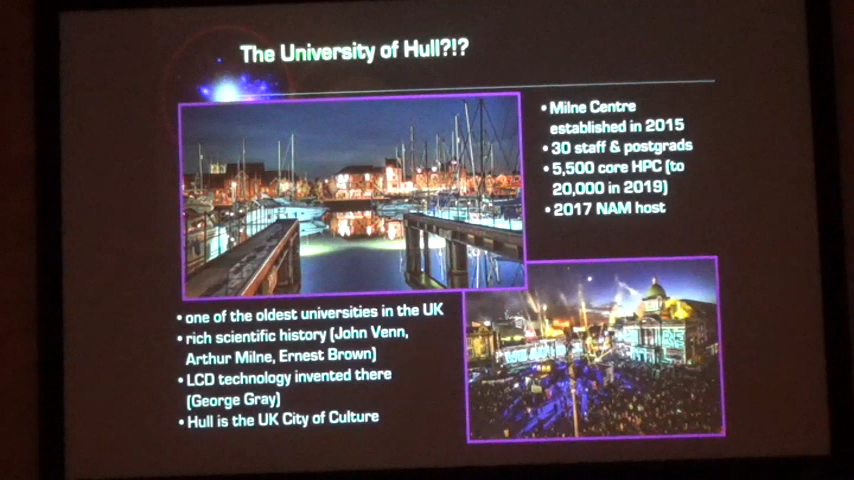 The University of Hull?!?
• Milne Centre
established in 2015
• 30 staff & postgrads
• 5,500 core HPC (to
20,000 in 2019)
• 2017 NAM host
• one of the oldest universities in the UK
• rich scientific history (John Venn,
Arthur Milne, Ernest Brown)
• LCD technology invented there
(George Gray)
• Hull is the UK City of Culture
WE ARE